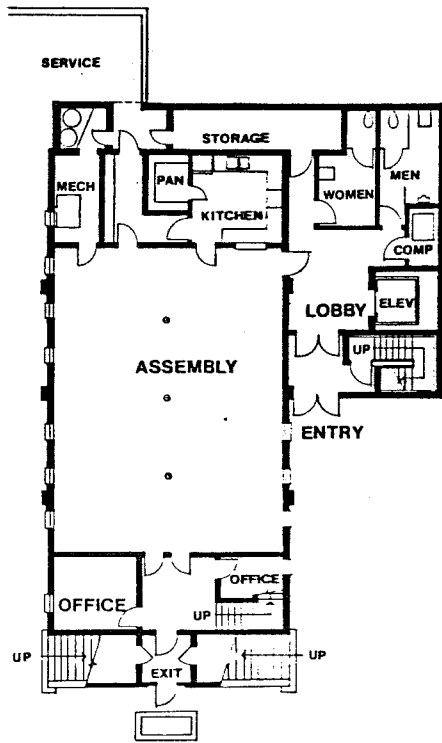 SERVICE
STORAGE
MECH
PAN
KITCHEN
WOMEN
MEN
COMP
LOBBY
ELEV
UP
ASSEMBLY
ENTRY
OFFICE
OFFICE
UP
UP
EXIT
UP